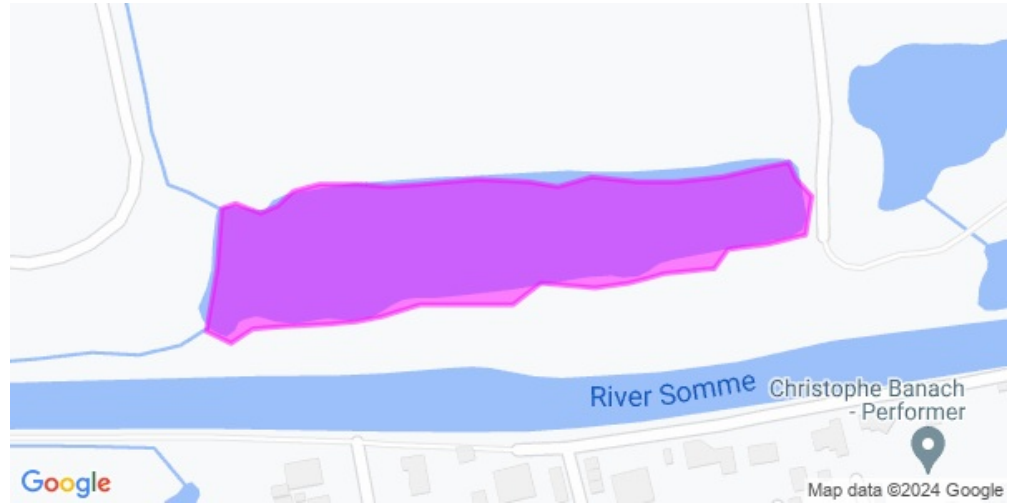 River Somme
Christophe Banach
- Performer
Google
Map data ©2024 Google